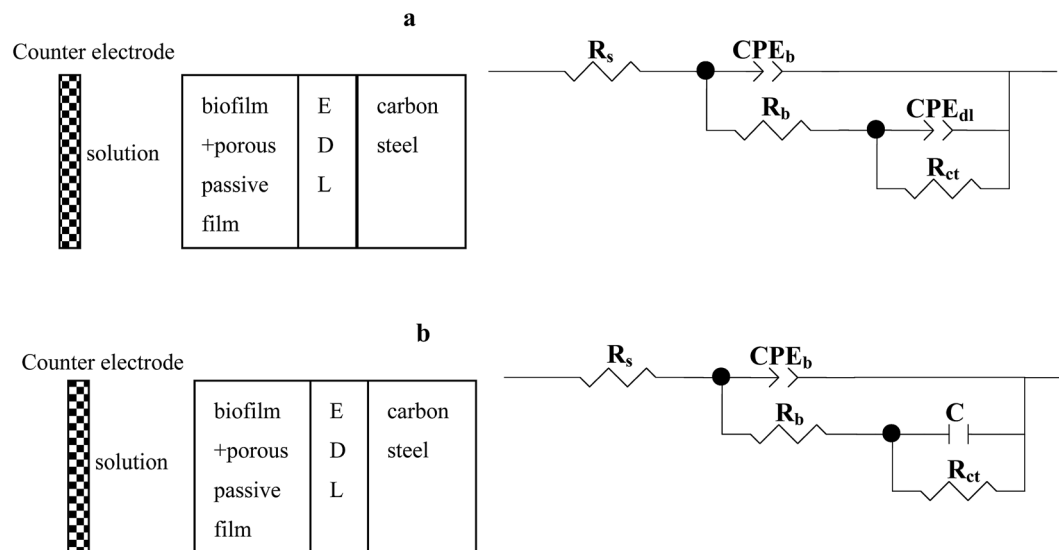 a
Counter electrode
solution
biofilm
+porous
passive
film
E
D
L
carbon
steel
Rs
CPEb
Rb
CPEdl
Rct
b
Counter electrode
solution
biofilm
+porous
passive
film
E
D
L
carbon
steel
Rs
CPEb
Rb
C
Rct